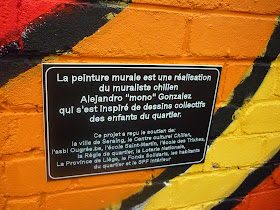 La peinture murale est une réalisation
du muraliste chilien
Alejandro "mono" Gonzalez
qui s'est inspiré de dessins collectifs
des enfants du quartier.
Ce projet a reçu le soutien de:
la ville de Seraing, le Centre culturel Chilien,
l'asbl Ougrée.be, l'école Saint-Martin, l'école des Trixhes,
la Régie de quartier, la Loterie Nationale,
La Province de Liège, le Fonds Solidaris, les habitants
du quartier et le SPF Intérieur